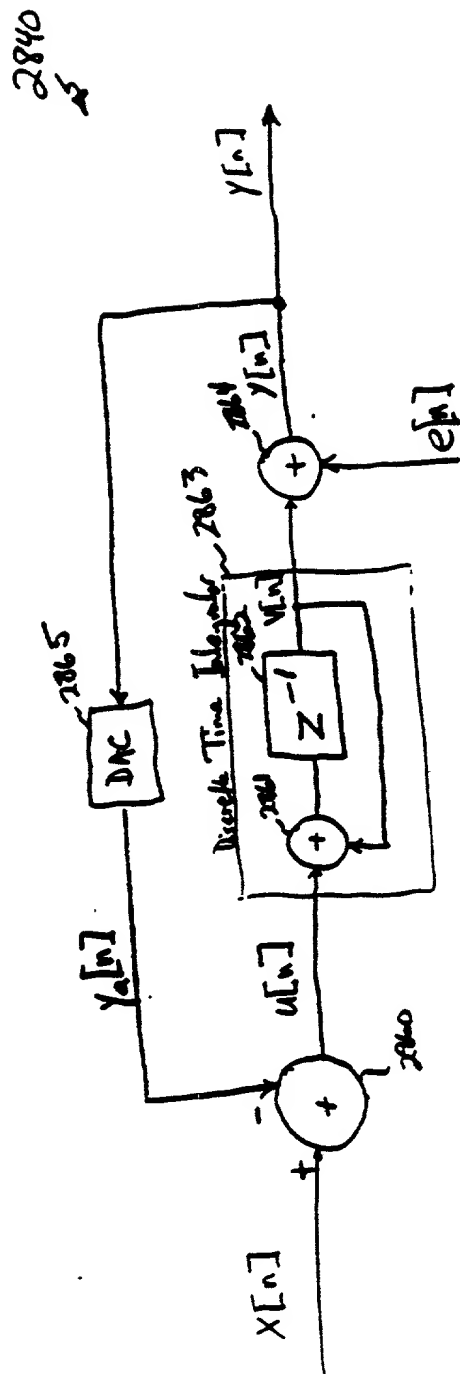 2840
X[n]
+
-
+
2860
u[n]
Ya[n]
DAC
2865
Discrete Time Integrator
2863
2861
+
2862
Z⁻¹
V[n]
2864
+
e[n]
y[n]
y[n]